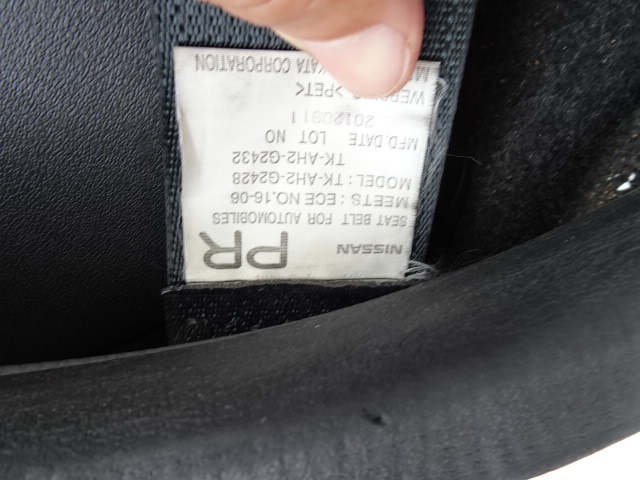 NISSAN PR
SEAT BELT FOR AUTOMOBILES
MEETS : ECE NO.16-06
MODEL : TK-AH2-G2428
TK-AH2-G2432
MFD.DATE LOT NO
>PET<
CORPORATION